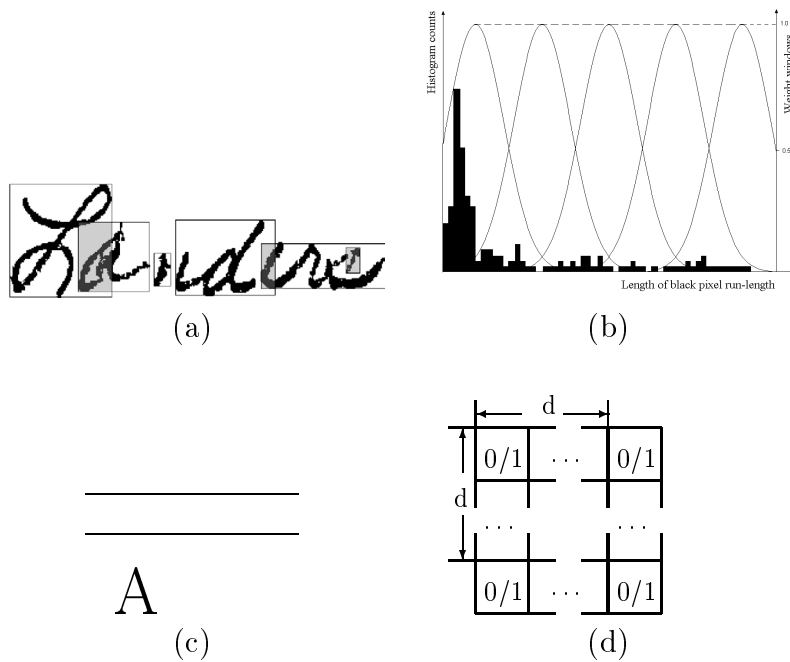 Histogram counts
1.0
Weight windows
0.5
Length of black pixel run-length
(a)
(b)
d
0/1 ... 0/1
d
... ...
0/1 ... 0/1
A
(c)
(d)